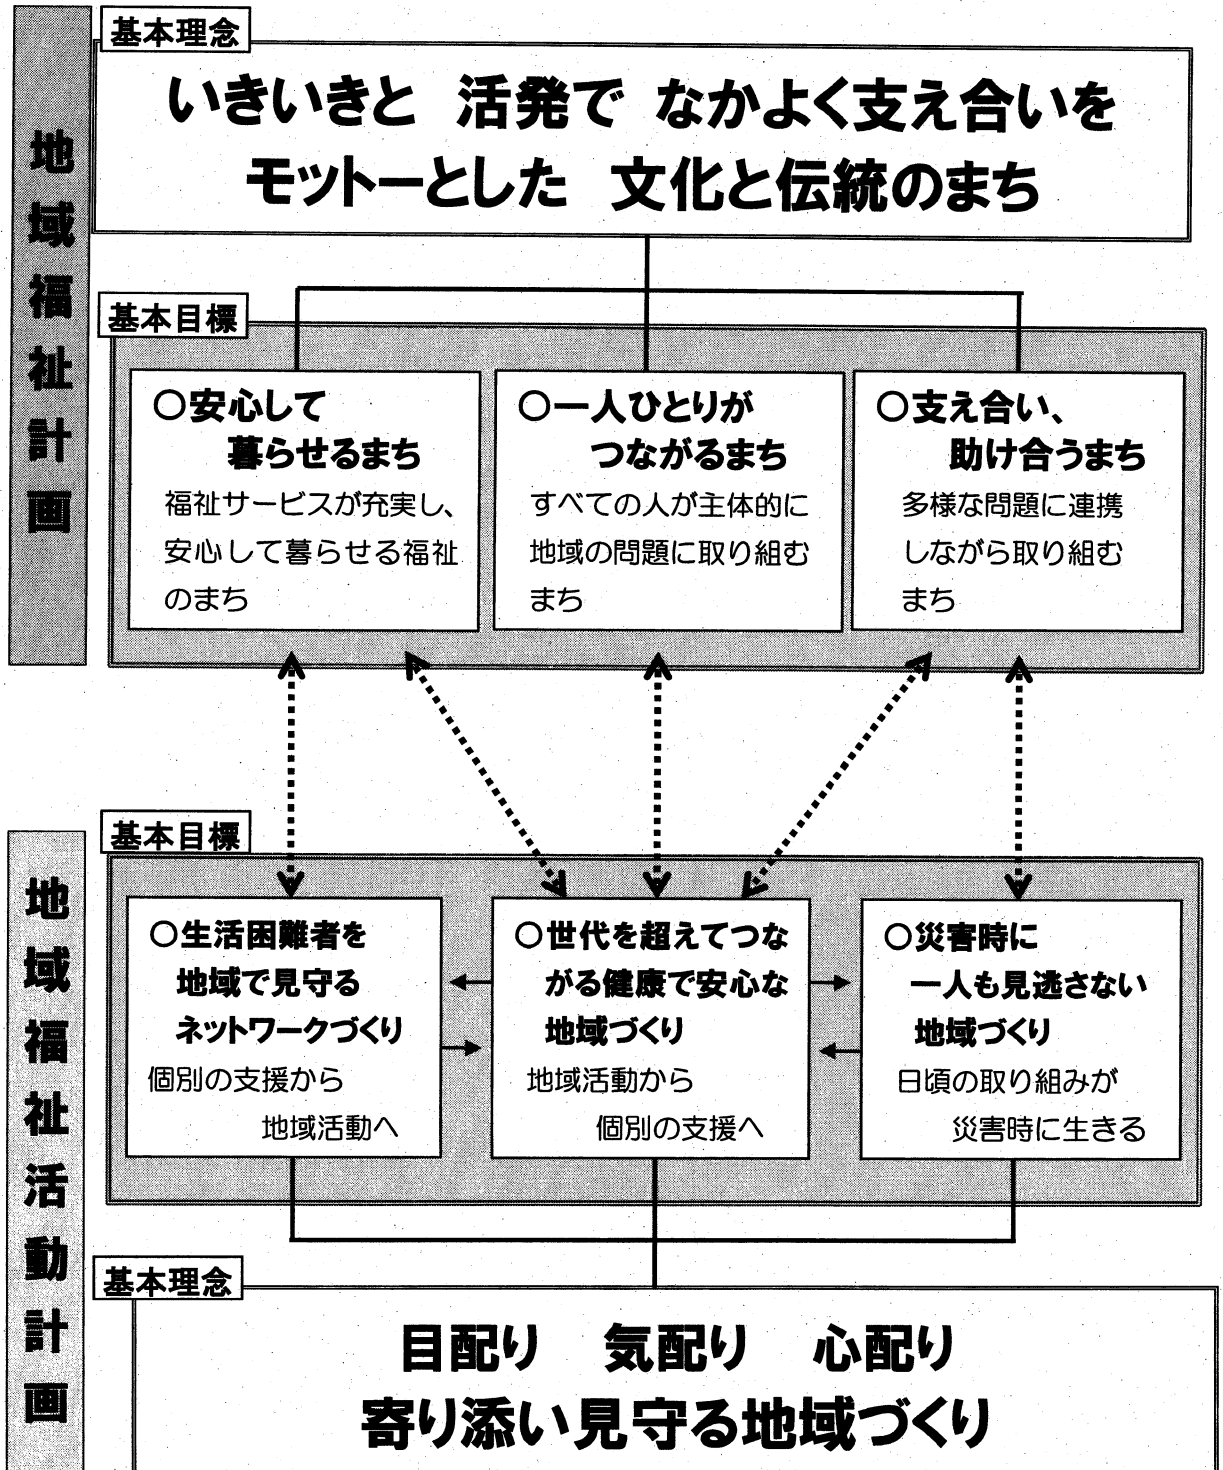 地域福祉計画
基本理念
いきいきと 活発で なかよく支え合いを
モットーとした 文化と伝統のまち
基本目標
○安心して
暮らせるまち
福祉サービスが充実し、
安心して暮らせる福祉
のまち
○一人ひとりが
つながるまち
すべての人が主体的に
地域の問題に取り組む
まち
○支え合い、
助け合うまち
多様な問題に連携
しながら取り組む
まち
地域福祉活動計画
基本目標
○生活困難者を
地域で見守る
ネットワークづくり
個別の支援から
地域活動へ
○世代を超えてつな
がる健康で安心な
地域づくり
地域活動から
個別の支援へ
○災害時に
一人も見逃さない
地域づくり
日頃の取り組みが
災害時に生きる
基本理念
目配り 気配り 心配り
寄り添い見守る地域づくり